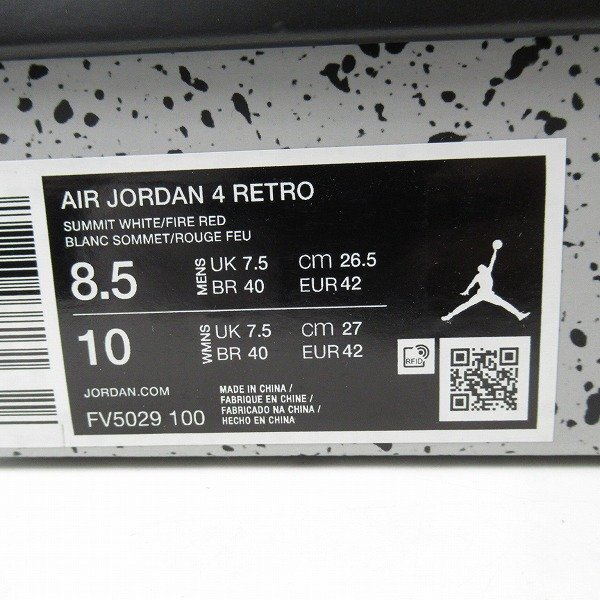 AIR JORDAN 4 RETRO
SUMMIT WHITE/FIRE RED
BLANC SOMMET/ROUGE FEU
8.5 MENS UK 7.5 cm 26.5
BR 40 EUR 42
10 WMNS UK 7.5 cm 27
BR 40 EUR 42
RFID
JORDAN.COM
FV5029 100
MADE IN CHINA /
FABRIQUE EN CHINE /
FABRICADO NA CHINA /
HECHO EN CHINA